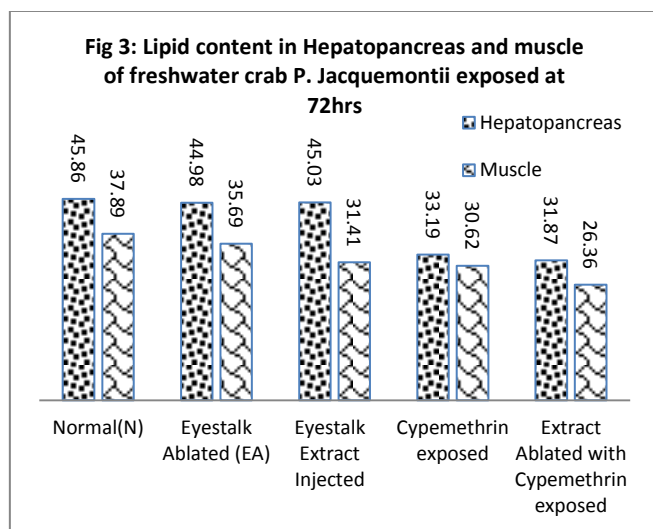 Fig 3: Lipid content in Hepatopancreas and muscle
of freshwater crab P. Jacquemontii exposed at
72hrs
Hepatopancreas
Muscle
45.86
37.89
44.98
35.69
45.03
31.41
33.19
30.62
31.87
26.36
Normal(N)
Eyestalk
Ablated (EA)
Eyestalk
Extract
Injected
Cypemethrin
exposed
Extract
Ablated with
Cypemethrin
exposed